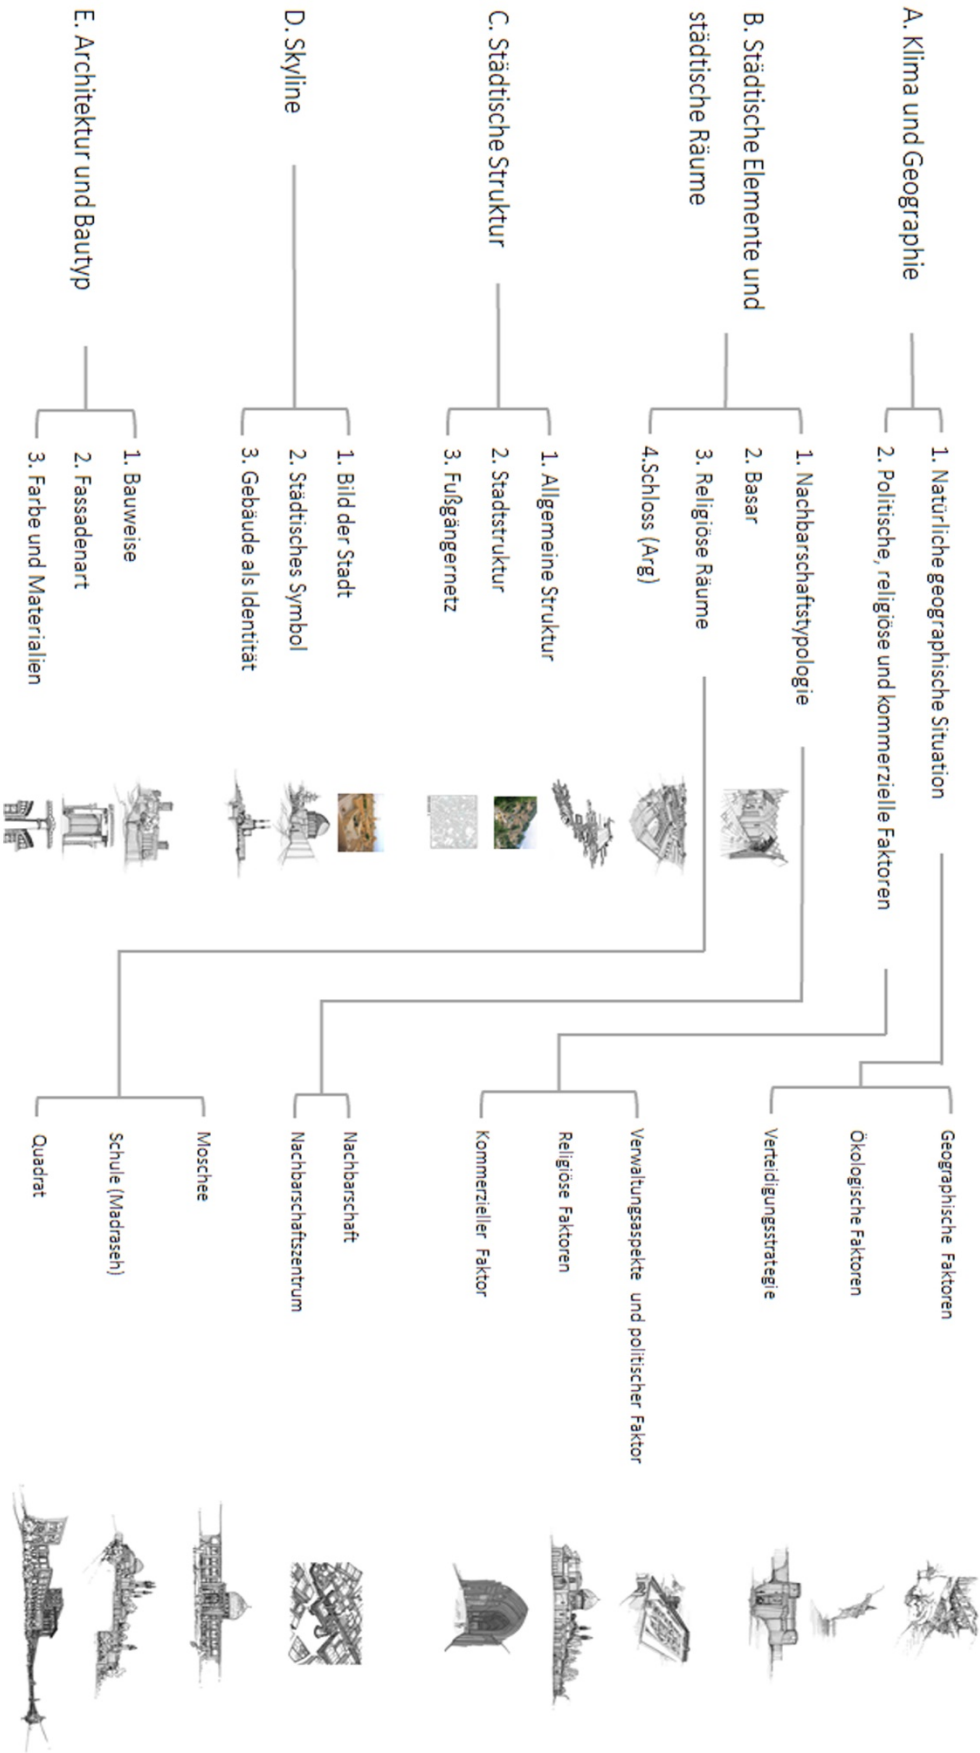 A. Klima und Geographie
1. Natürliche geographische Situation
2. Politische, religiöse und kommerzielle Faktoren
B. Städtische Elemente und
städtische Räume
1. Nachbarschaftstypologie
2. Basar
3. Religiöse Räume
4.Schloss (Arg)
C. Städtische Struktur
1. Allgemeine Struktur
2. Stadtstruktur
3. Fußgängernetz
D. Skyline
1. Bild der Stadt
2. Städtisches Symbol
3. Gebäude als Identität
E. Architektur und Bautyp
1. Bauweise
2. Fassadenart
3. Farbe und Materialien
Geographische Faktoren
Ökologische Faktoren
Verteidigungsstrategie
Verwaltungsaspekte und politischer Faktor
Religiöse Faktoren
Kommerzieller Faktor
Nachbarschaft
Nachbarschaftszentrum
Moschee
Schule (Madraseh)
Quadrat